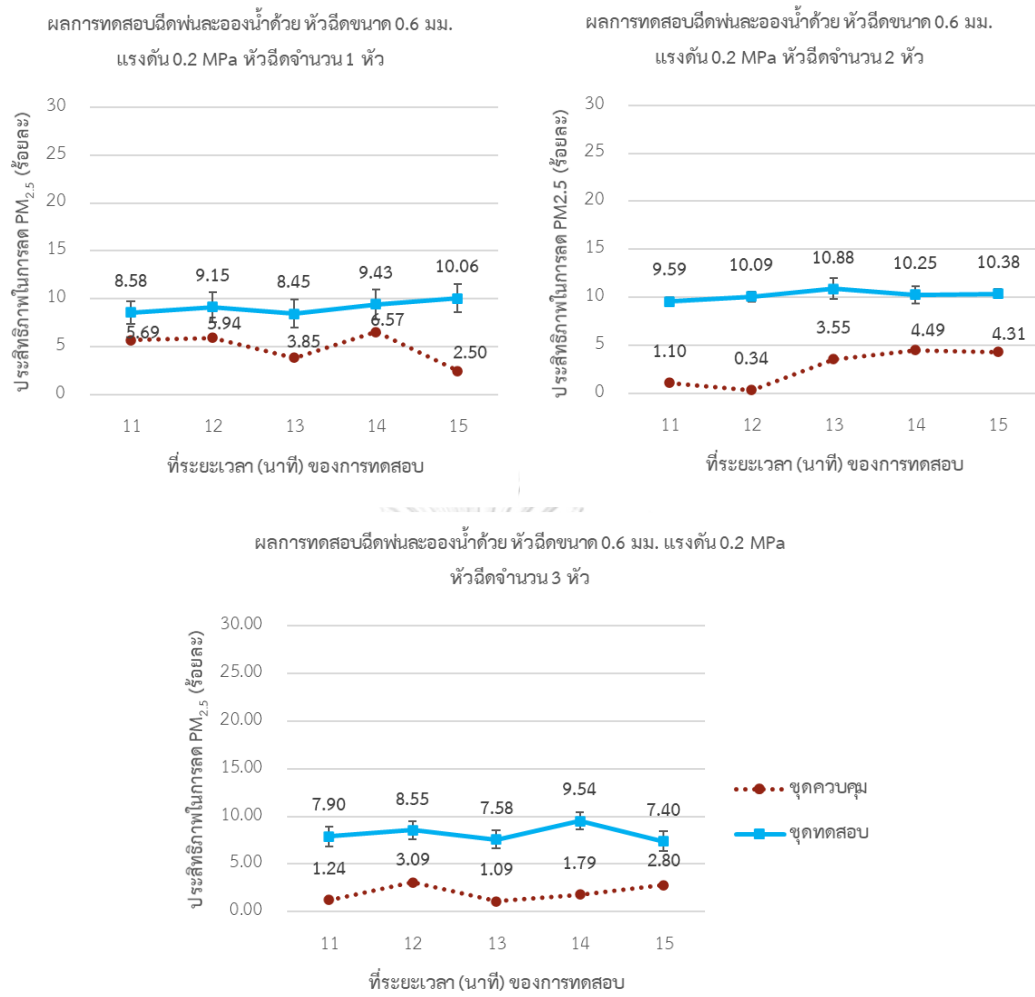 ผลการทดสอบฉีดพ่นละอองน้ำด้วย หัวฉีดขนาด 0.6 มม.
แรงดัน 0.2 MPa หัวฉีดจำนวน 1 หัว
ประสิทธิภาพในการลด PM2.5 (ร้อยละ)
30
25
20
15
10
5
0
8.58 9.15 8.45 9.43 10.06
5.69 5.94 3.85 6.57 2.50
11 12 13 14 15
ที่ระยะเวลา (นาที) ของการทดสอบ
ผลการทดสอบฉีดพ่นละอองน้ำด้วย หัวฉีดขนาด 0.6 มม.
แรงดัน 0.2 MPa หัวฉีดจำนวน 2 หัว
ประสิทธิภาพในการลด PM2.5 (ร้อยละ)
30
25
20
15
10
5
0
9.59 10.09 10.88 10.25 10.38
1.10 0.34 3.55 4.49 4.31
11 12 13 14 15
ที่ระยะเวลา (นาที) ของการทดสอบ
ผลการทดสอบฉีดพ่นละอองน้ำด้วย หัวฉีดขนาด 0.6 มม. แรงดัน 0.2 MPa
หัวฉีดจำนวน 3 หัว
ประสิทธิภาพในการลด PM2.5 (ร้อยละ)
30.00
25.00
20.00
15.00
10.00
5.00
0.00
7.90 8.55 7.58 9.54 7.40
1.24 3.09 1.09 1.79 2.80
11 12 13 14 15
ที่ระยะเวลา (นาที) ของการทดสอบ
ชุดควบคุม
ชุดทดสอบ